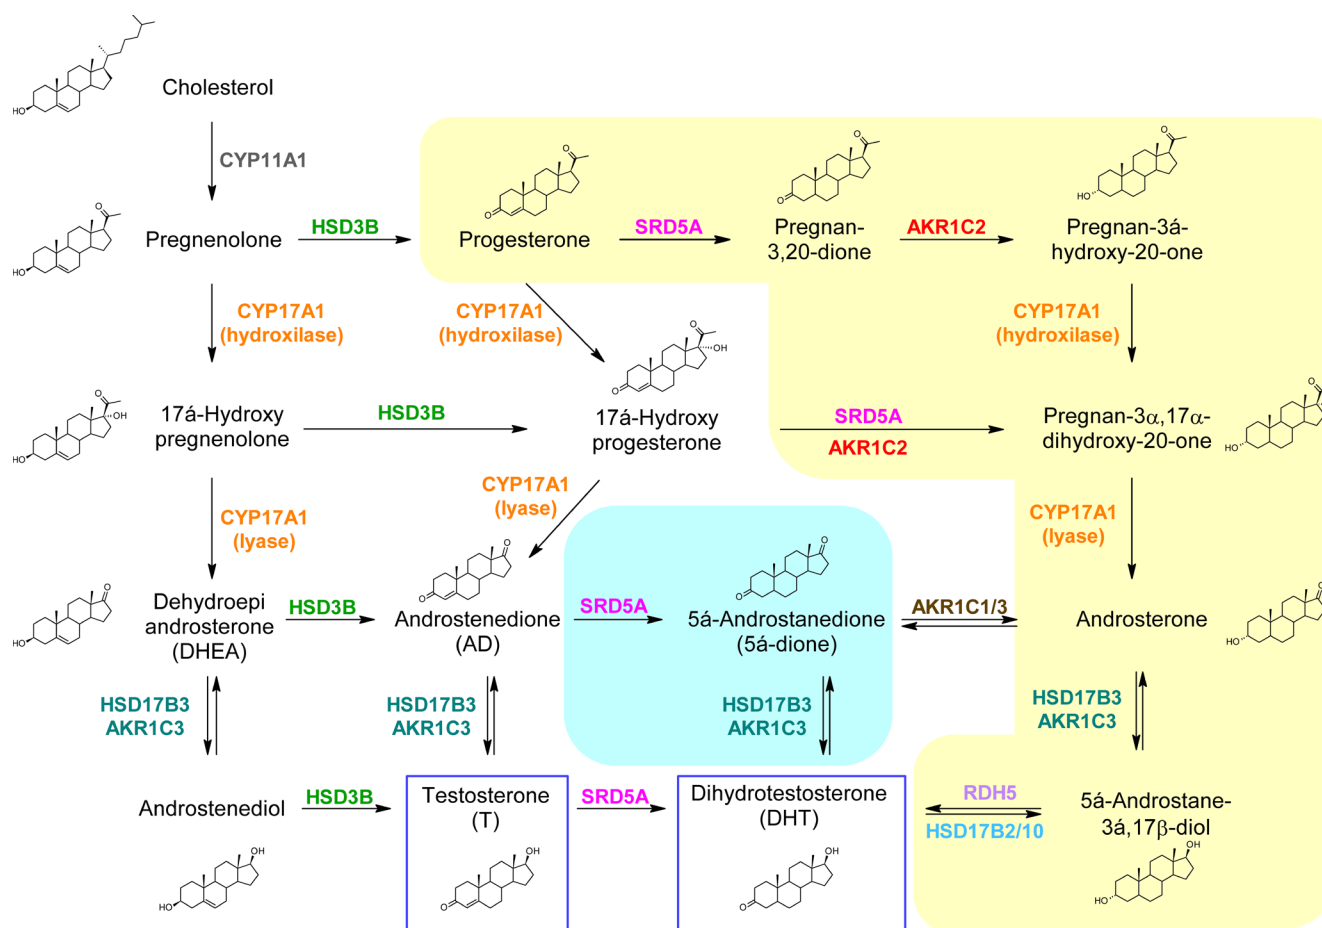 Cholesterol
HO
CYP11A1
O
HO
Pregnenolone
HSD3B
O
O
Progesterone
SRD5A
O
O
Pregnan-
3,20-dione
AKR1C2
O
HO
Pregnan-3á-
hydroxy-20-one
CYP17A1
(hydroxilase)
CYP17A1
(hydroxilase)
CYP17A1
(hydroxilase)
O
OH
HO
17á-Hydroxy
pregnenolone
HSD3B
O
OH
O
17á-Hydroxy
progesterone
SRD5A
AKR1C2
Pregnan-3α,17α-
dihydroxy-20-one
O
HO
CYP17A1
(lyase)
CYP17A1
(lyase)
CYP17A1
(lyase)
O
HO
Dehydroepi
androsterone
(DHEA)
HSD3B
O
O
Androstenedione
(AD)
SRD5A
O
O
5á-Androstanedione
(5á-dione)
AKR1C1/3
Androsterone
O
HO
HSD17B3
AKR1C3
HSD17B3
AKR1C3
HSD17B3
AKR1C3
HSD17B3
AKR1C3
Androstenediol
OH
HO
HSD3B
Testosterone
(T)
OH
O
SRD5A
Dihydrotestosterone
(DHT)
OH
O
RDH5
HSD17B2/10
5á-Androstane-
3á,17β-diol
OH
HO